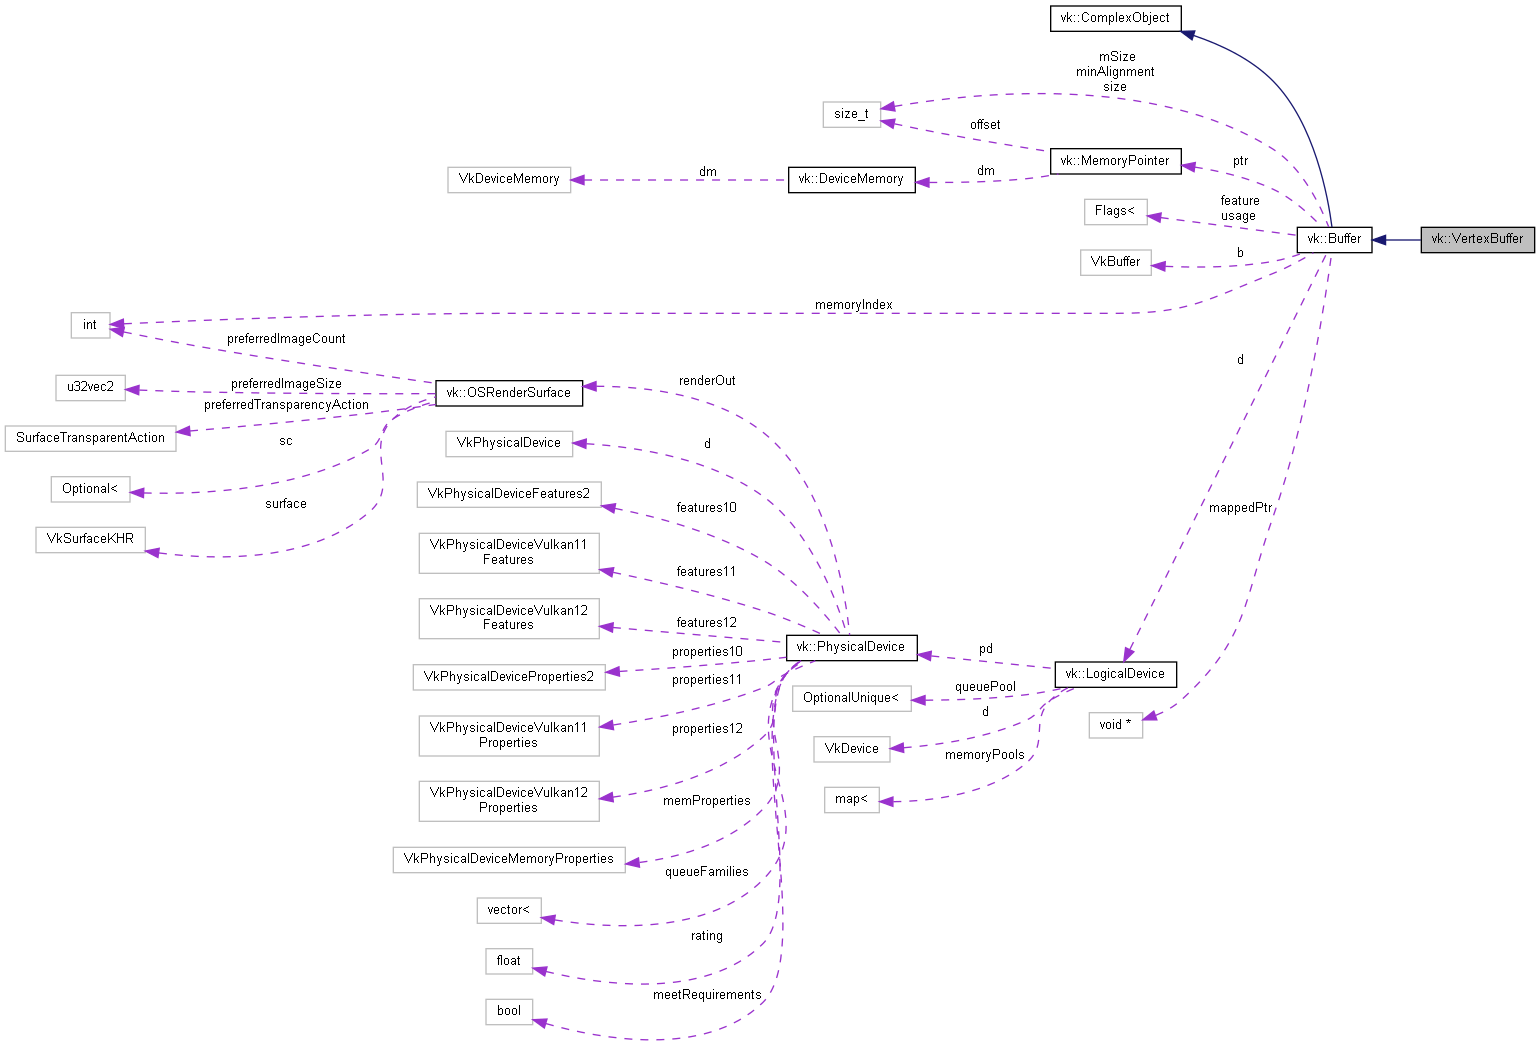 vk::ComplexObject
mSize
minAlignment
size
size_t
offset
vk::MemoryPointer
ptr
VkDeviceMemory
dm
vk::DeviceMemory
dm
Flags<
feature
usage
vk::Buffer
vk::VertexBuffer
VkBuffer
b
int
memoryIndex
preferredImageCount
d
u32vec2
preferredImageSize
vk::OSRenderSurface
renderOut
preferredTransparencyAction
SurfaceTransparentAction
sc
VkPhysicalDevice
d
Optional<
surface
VkPhysicalDeviceFeatures2
features10
mappedPtr
VkSurfaceKHR
VkPhysicalDeviceVulkan11
Features
features11
VkPhysicalDeviceVulkan12
Features
features12
vk::PhysicalDevice
pd
properties10
VkPhysicalDeviceProperties2
vk::LogicalDevice
properties11
queuePool
OptionalUnique<
d
VkPhysicalDeviceVulkan11
Properties
properties12
void *
VkDevice
memoryPools
VkPhysicalDeviceVulkan12
Properties
memProperties
map<
VkPhysicalDeviceMemoryProperties
queueFamilies
vector<
rating
float
meetRequirements
bool